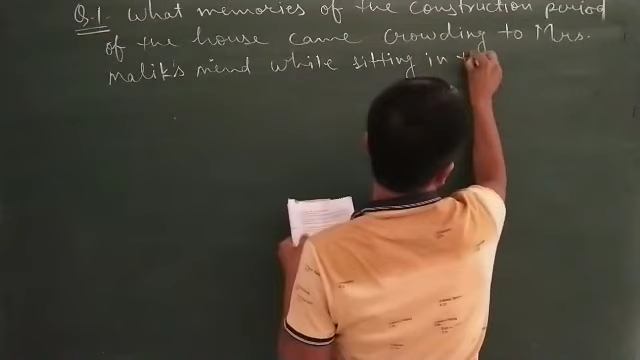 Q.1. What memories of the construction period
of the house came crowding to Mrs.
Malik's mind while sitting in